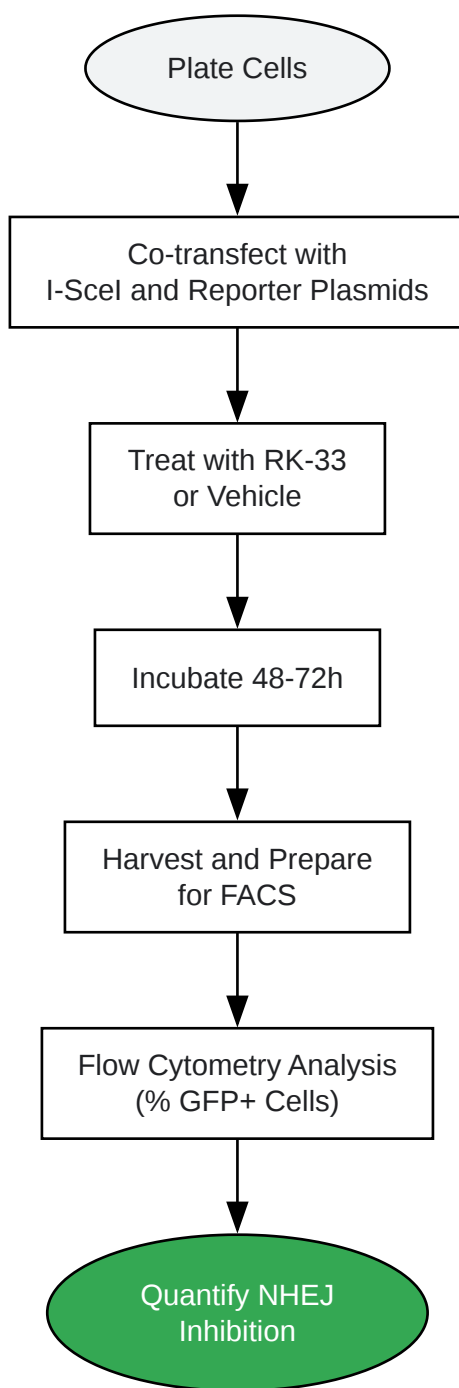 Plate Cells
Co-transfect with
I-SceI and Reporter Plasmids
Treat with RK-33
or Vehicle
Incubate 48-72h
Harvest and Prepare
for FACS
Flow Cytometry Analysis
(% GFP+ Cells)
Quantify NHEJ
Inhibition